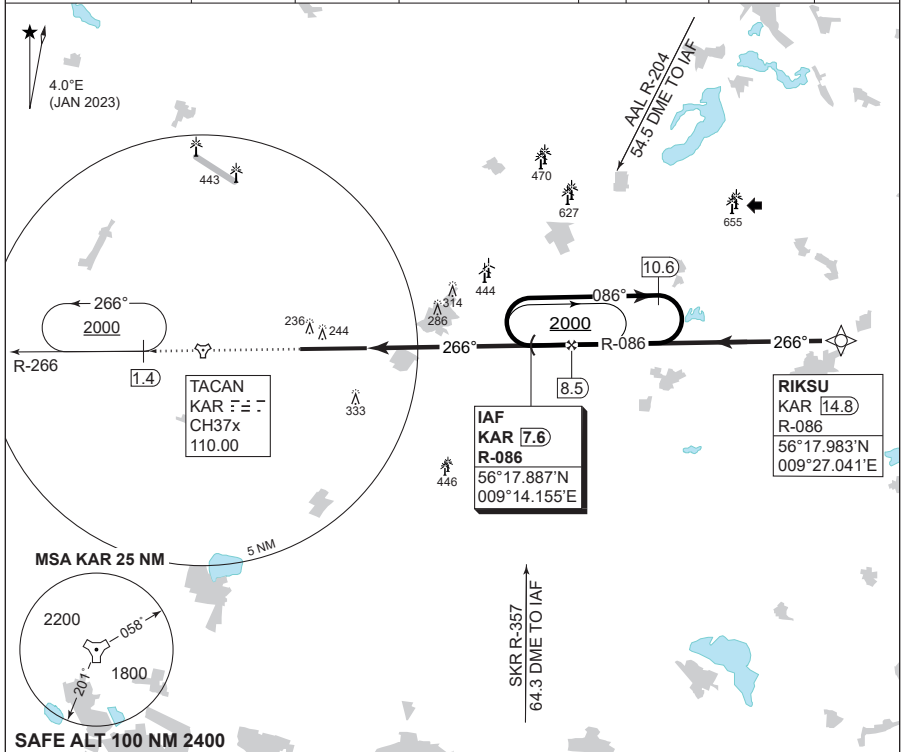 4.0°E
(JAN 2023)
AAL R-204
54.5 DME TO IAF
443
470
627
655
444
314
286
236
244
333
446
10.6
086°
2000
R-086
266°
266°
266°
2000
R-266
1.4
8.5
TACAN
KAR
CH37x
110.00
IAF
KAR 7.6
R-086
56°17.887'N
009°14.155'E
RIKSU
KAR 14.8
R-086
56°17.983'N
009°27.041'E
5 NM
MSA KAR 25 NM
2200
058°
1800
201°
SAFE ALT 100 NM 2400
SKR R-357
64.3 DME TO IAF